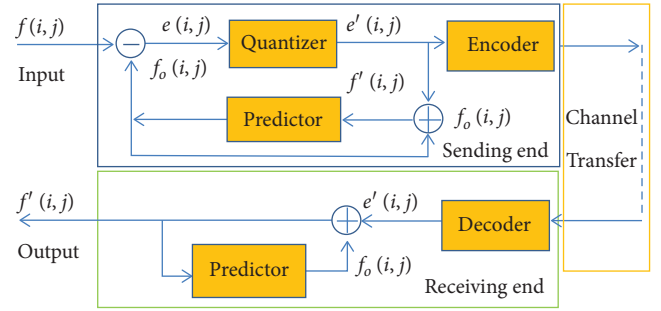 f(i, j)
e(i, j)
Quantizer
e′(i, j)
Encoder
Input
f_o(i, j)
f′(i, j)
Predictor
f_o(i, j)
Sending end
Channel
Transfer
f′(i, j)
e′(i, j)
Decoder
Output
Predictor
f_o(i, j)
Receiving end